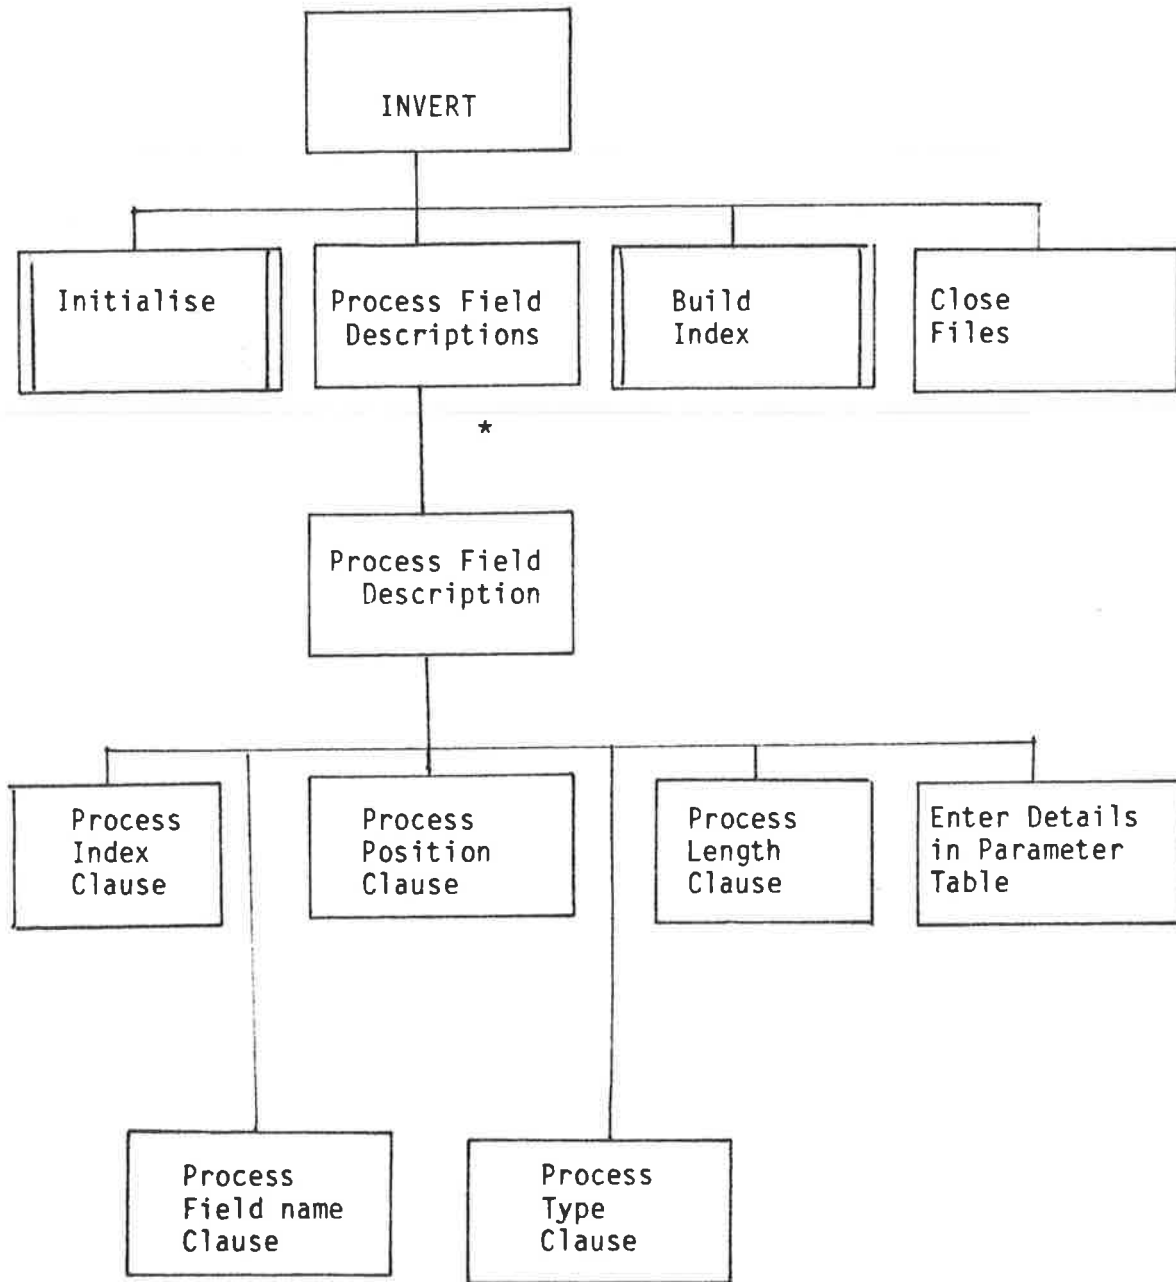 INVERT
Initialise
Process Field
Descriptions
Build
Index
Close
Files
*
Process Field
Description
Process
Index
Clause
Process
Position
Clause
Process
Length
Clause
Enter Details
in Parameter
Table
Process
Field name
Clause
Process
Type
Clause